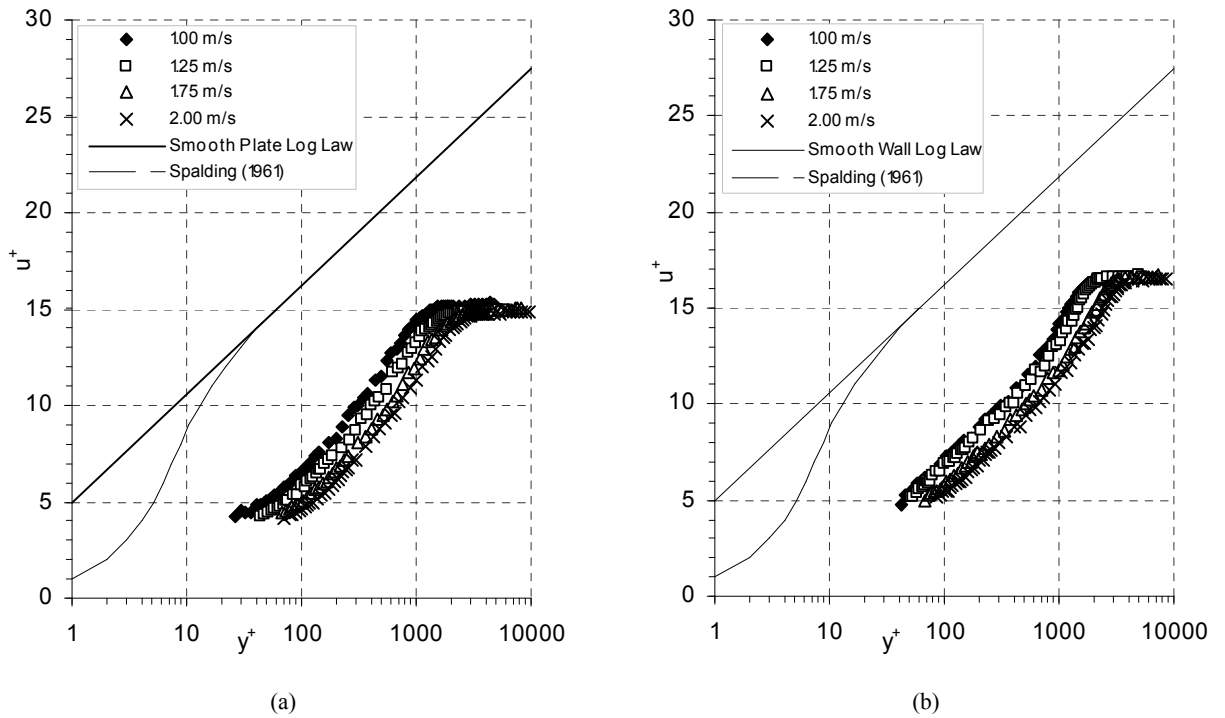 30
25
20
15
10
5
0
u+
1
10
100
1000
10000
y+
1.00 m/s
1.25 m/s
1.75 m/s
2.00 m/s
Smooth Plate Log Law
Spalding (1961)
(a)
30
25
20
15
10
5
0
u+
1
10
100
1000
10000
y+
1.00 m/s
1.25 m/s
1.75 m/s
2.00 m/s
Smooth Wall Log Law
Spalding (1961)
(b)